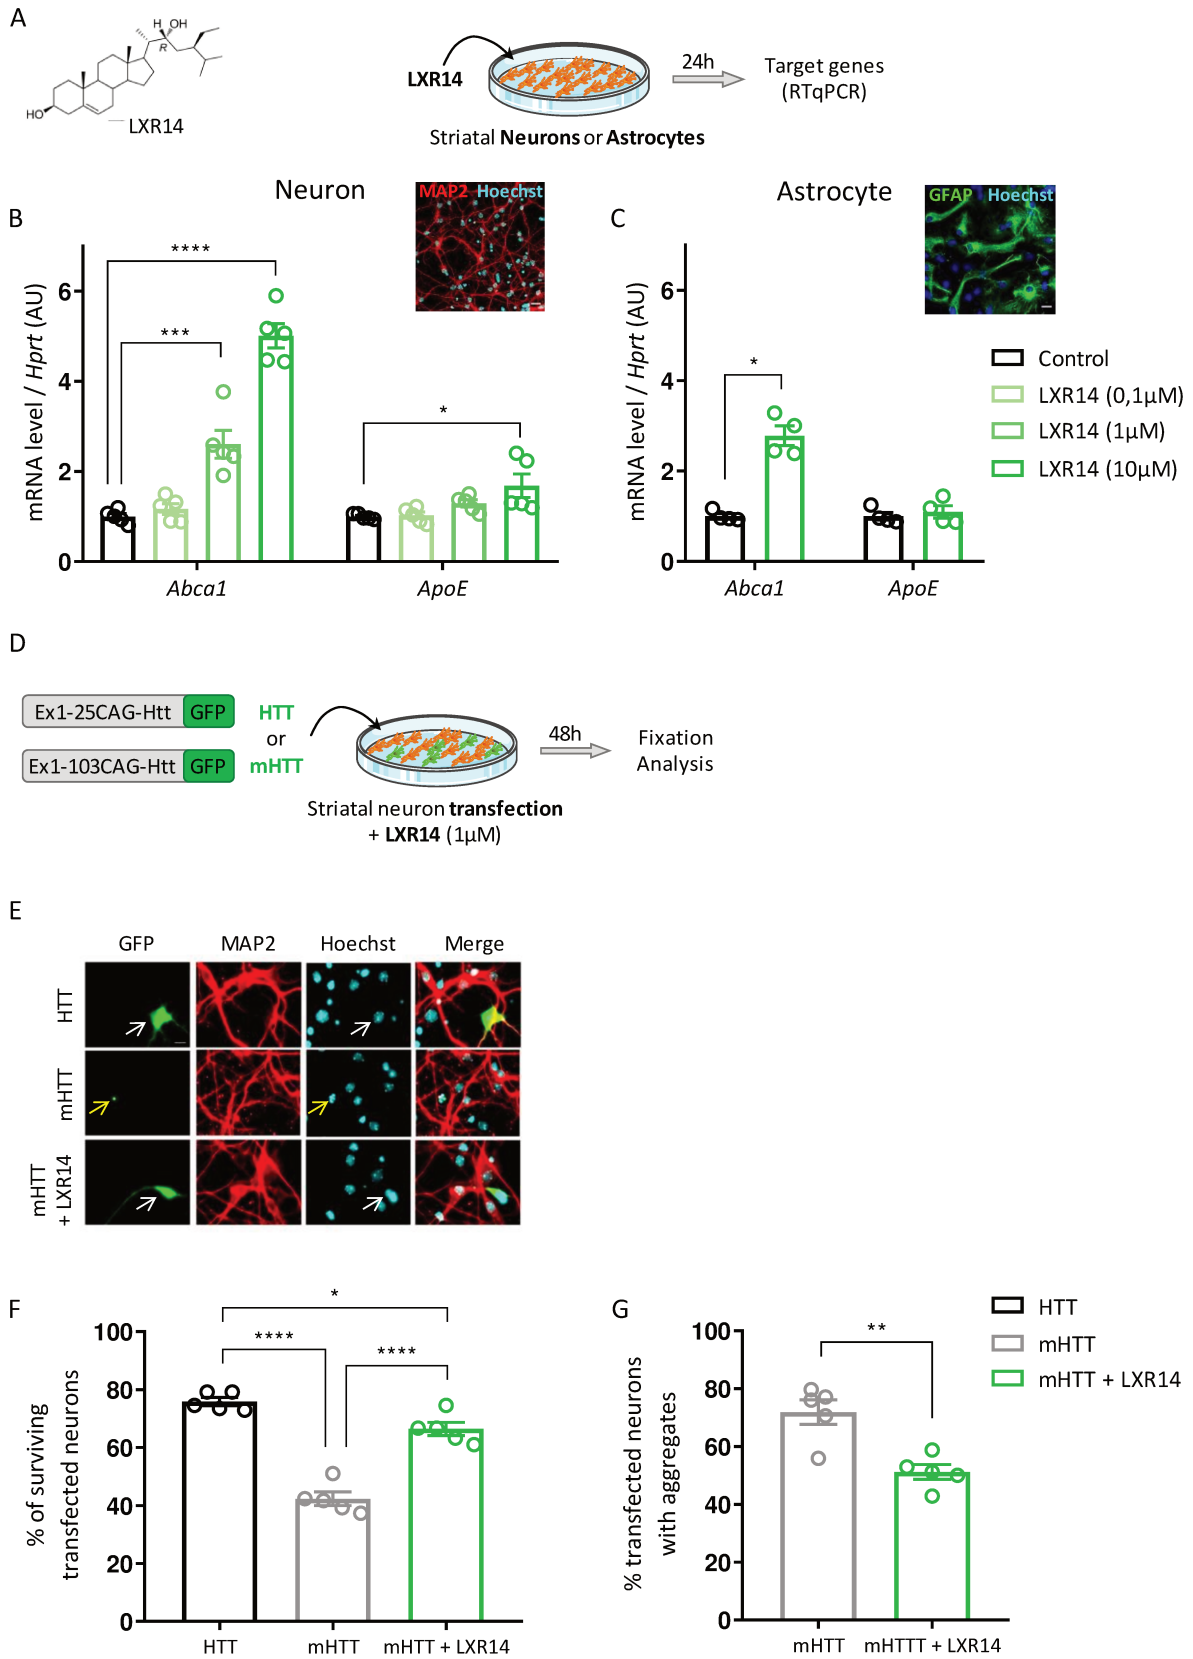 A
H OH
R
HO
LXR14
LXR14
24h
Target genes
(RTqPCR)
Striatal Neurons or Astrocytes
Neuron
MAP2 Hoechst
Astrocyte
GFAP Hoechst
B
mRNA level / Hprt (AU)
6
4
2
0
****
***
*
Abca1
ApoE
C
mRNA level / Hprt (AU)
6
4
2
0
*
Abca1
ApoE
Control
LXR14 (0,1µM)
LXR14 (1µM)
LXR14 (10µM)
D
Ex1-25CAG-Htt GFP
Ex1-103CAG-Htt GFP
HTT
or
mHTT
48h
Fixation
Analysis
Striatal neuron transfection
+ LXR14 (1µM)
E
GFP MAP2 Hoechst Merge
HTT
mHTT
mHTT
+ LXR14
F
% of surviving
transfected neurons
100
80
60
40
20
0
*
****
****
HTT
mHTT
mHTT + LXR14
G
% transfected neurons
with aggregates
100
80
60
40
20
0
**
mHTT
mHTTT + LXR14
HTT
mHTT
mHTT + LXR14